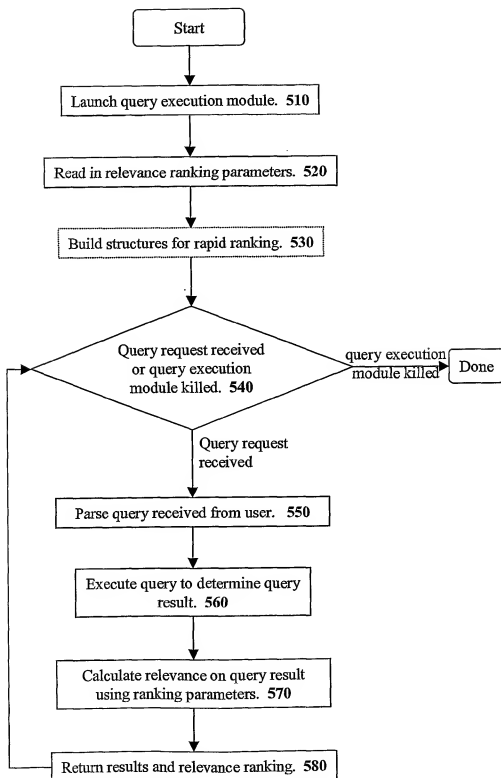 Start
Launch query execution module. 510
Read in relevance ranking parameters. 520
Build structures for rapid ranking. 530
Query request received
or query execution
module killed. 540
query execution
module killed
Done
Query request
received
Parse query received from user. 550
Execute query to determine query
result. 560
Calculate relevance on query result
using ranking parameters. 570
Return results and relevance ranking. 580